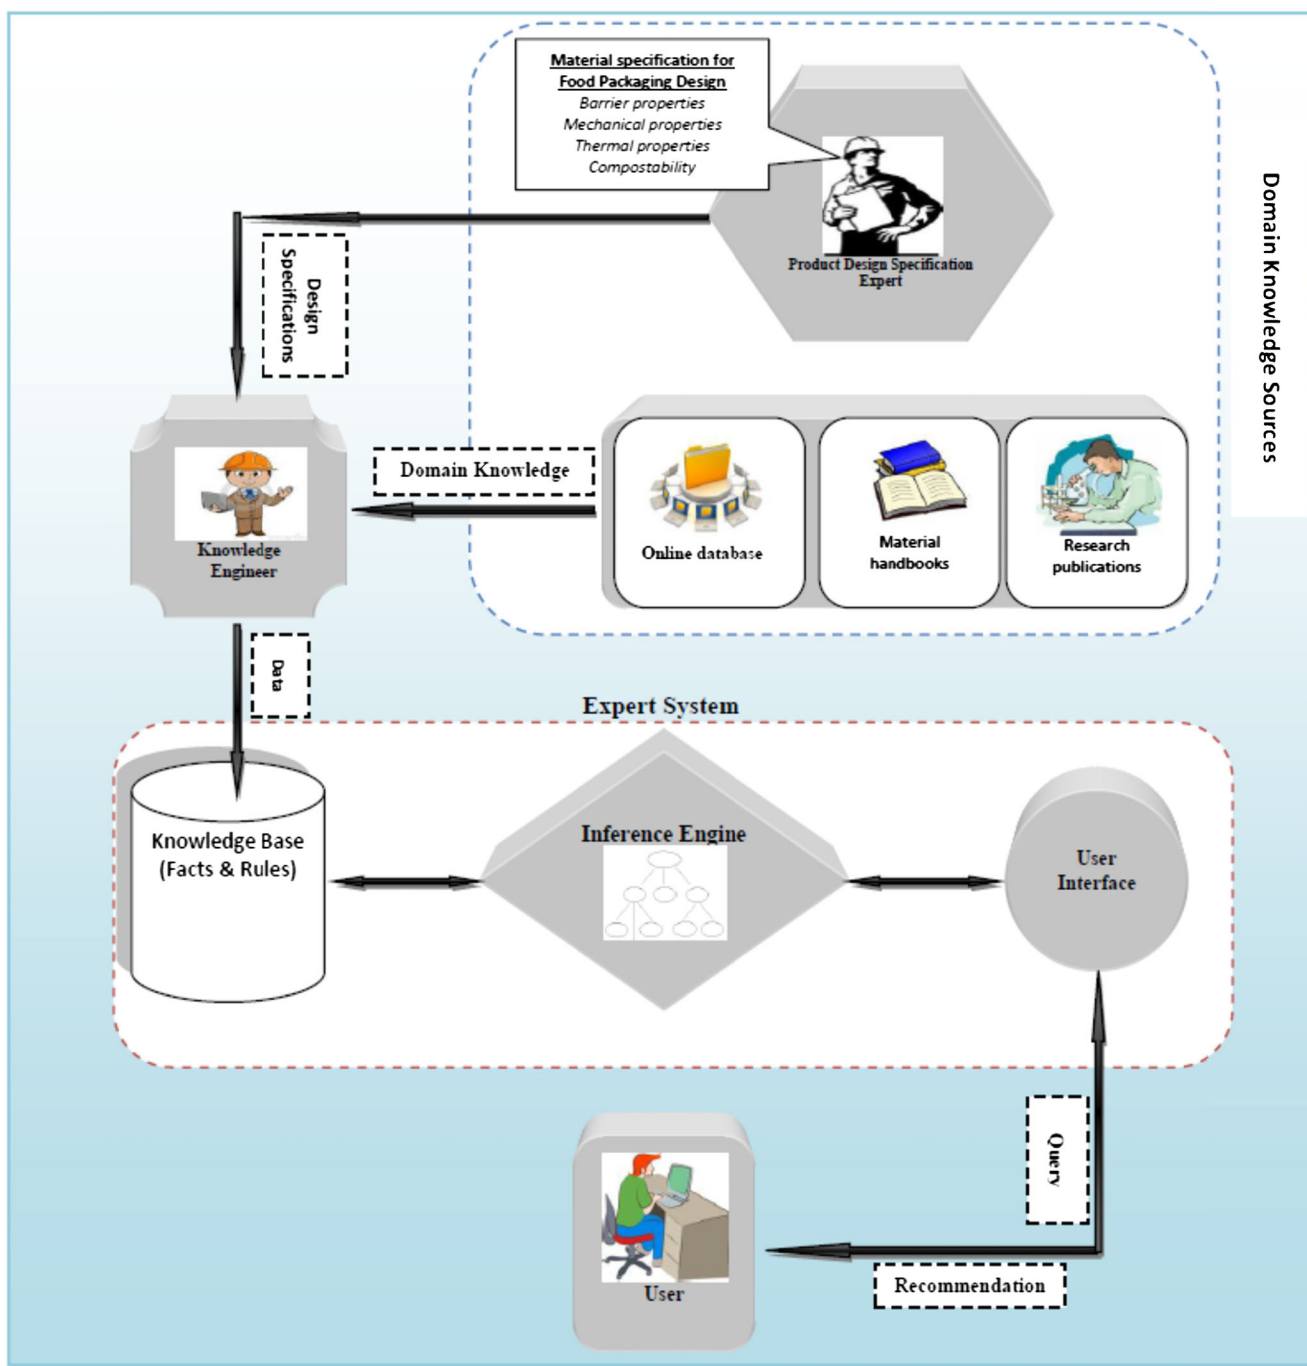 Material specification for
Food Packaging Design
Barrier properties
Mechanical properties
Thermal properties
Compostability
Product Design Specification
Expert
Domain Knowledge Sources
Design
Specifications
Domain Knowledge
Knowledge
Engineer
Online database
Material
handbooks
Research
publications
Data
Expert System
Knowledge Base
(Facts & Rules)
Inference Engine
User
Interface
Query
Recommendation
User